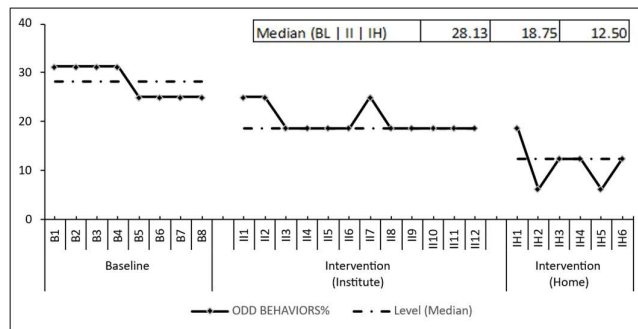 Median (BL | II | IH) 28.13 18.75 12.50
40
30
20
10
0
B1 B2 B3 B4 B5 B6 B7 B8 II1 II2 II3 II4 II5 II6 II7 II8 II9 II10 II11 II12 IH1 IH2 IH3 IH4 IH5 IH6
Baseline Intervention (Institute) Intervention (Home)
ODD BEHAVIORS% Level (Median)